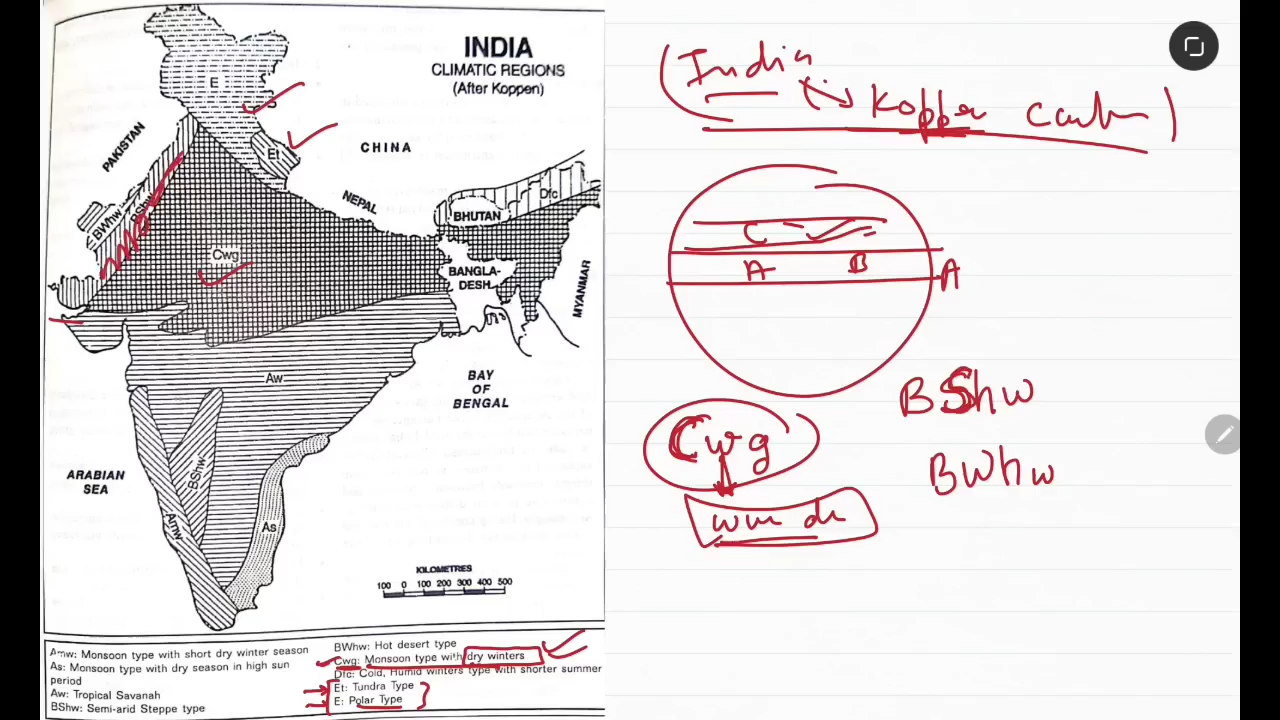 INDIA
CLIMATIC REGIONS
(After Koppen)
E
PAKISTAN
Et
CHINA
NEPAL
BWhw
BShw
Dfc
BHUTAN
Cwg
BANGLA-
DESH
MYANMAR
Aw
BAY
OF
BENGAL
ARABIAN
SEA
BShw
Amw
As
KILOMETRES
100 0 100 200 300 400 500
Amw: Monsoon type with short dry winter season
As: Monsoon type with dry season in high sun
period
Aw: Tropical Savanah
BShw: Semi-arid Steppe type
BWhw: Hot desert type
Cwg: Monsoon type with dry winters
Dfc: Cold, Humid winters type with shorter summer
Et: Tundra Type
E: Polar Type
(India
C
A B A
BShw
Cwg
BWhw